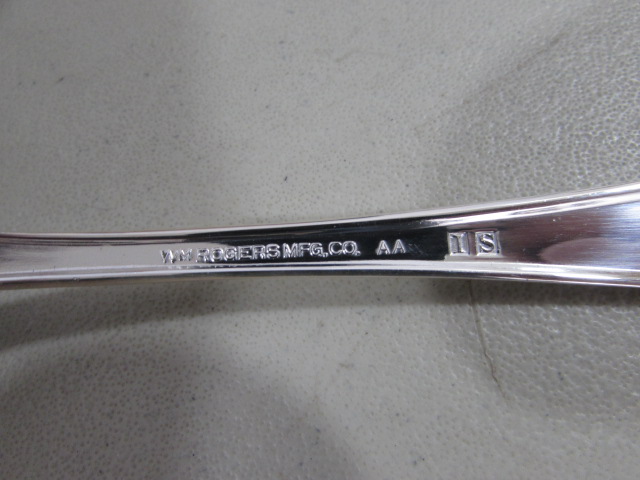 WM ROGERS MFG. CO. AA IS